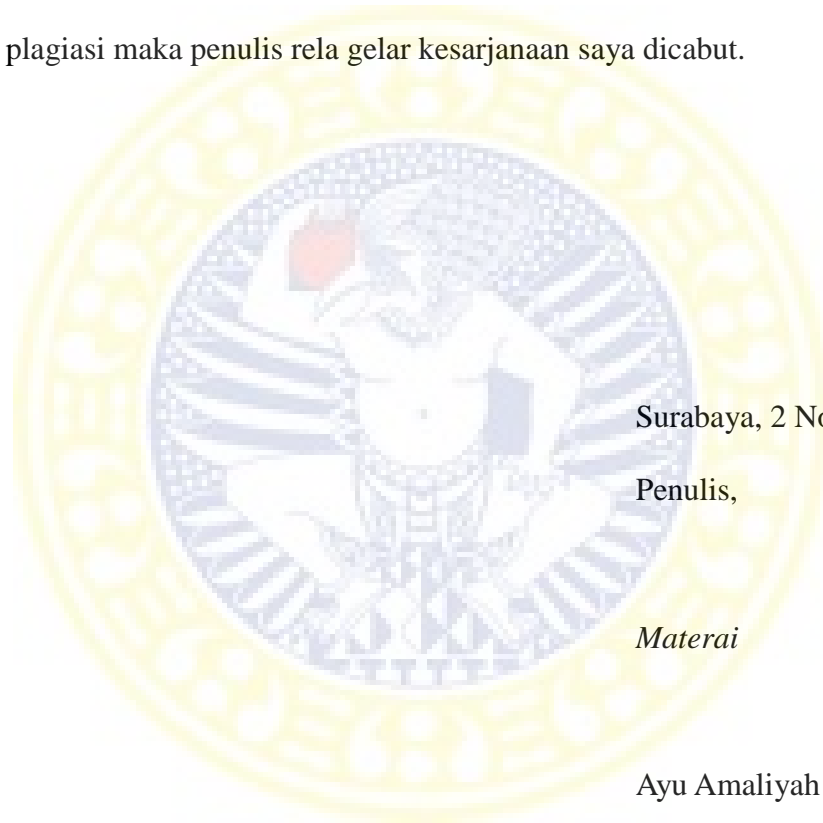 plagiasi maka penulis rela gelar kesarjanaan saya dicabut.
Surabaya, 2 No
Penulis,
Materai
Ayu Amaliyah